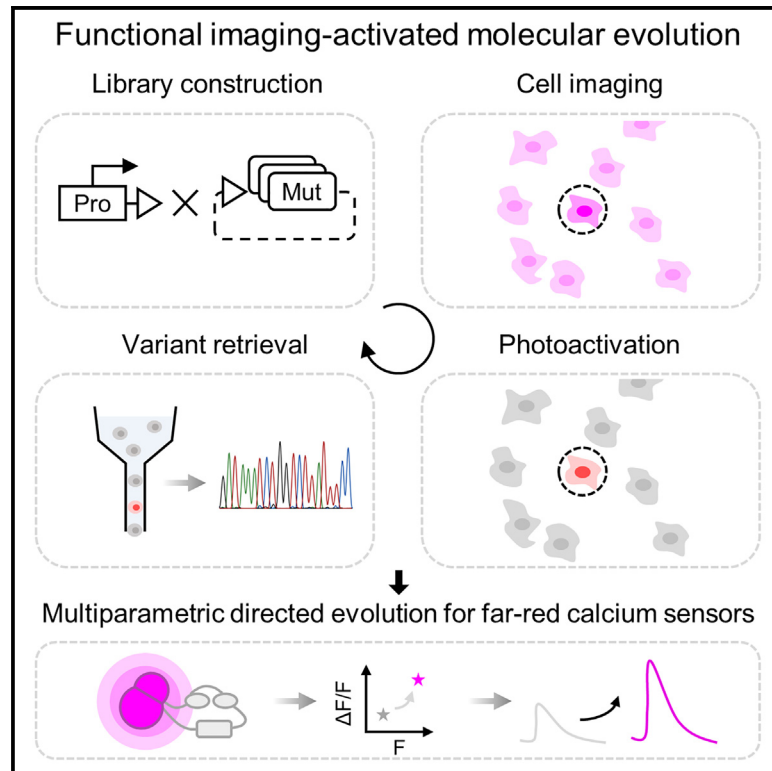 Functional imaging-activated molecular evolution
Library construction
Cell imaging
Pro
Mut
Variant retrieval
Photoactivation
Multiparametric directed evolution for far-red calcium sensors
ΔF/F
F